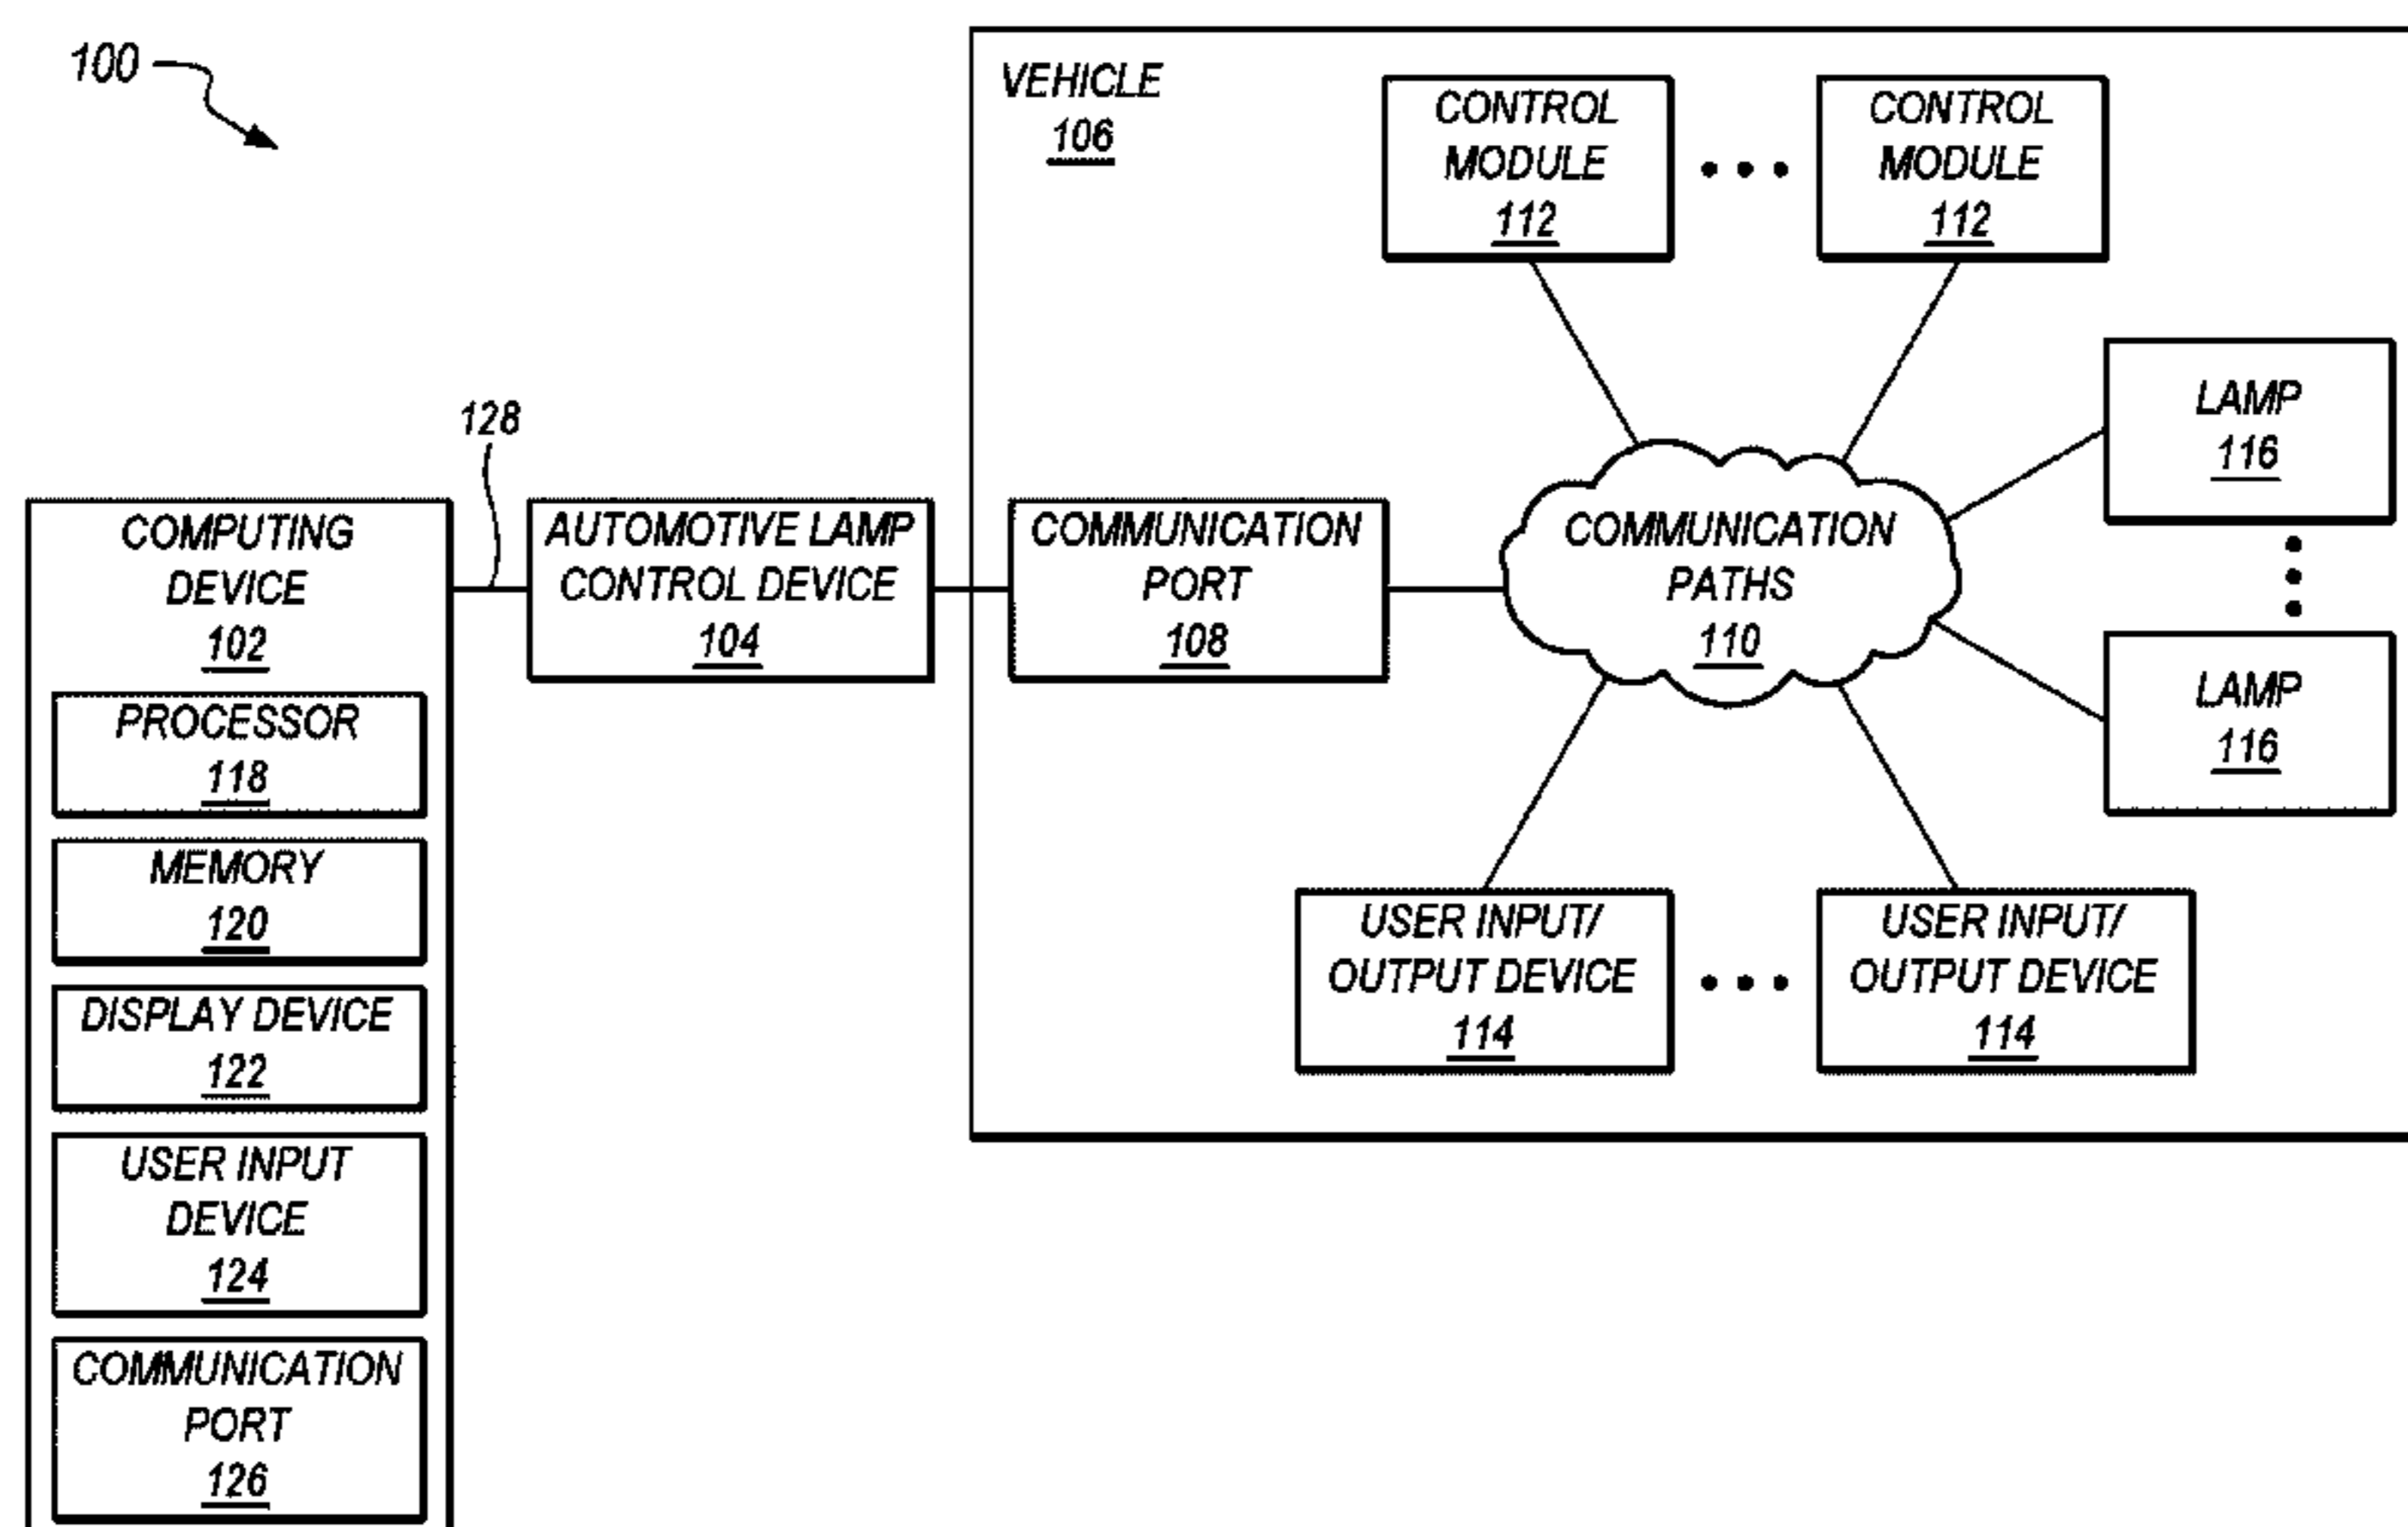 100
VEHICLE
106
CONTROL
MODULE
112
CONTROL
MODULE
112
LAMP
116
LAMP
116
128
COMPUTING
DEVICE
102
AUTOMOTIVE LAMP
CONTROL DEVICE
104
COMMUNICATION
PORT
108
COMMUNICATION
PATHS
110
PROCESSOR
118
MEMORY
120
DISPLAY DEVICE
122
USER INPUT
DEVICE
124
COMMUNICATION
PORT
126
USER INPUT/
OUTPUT DEVICE
114
USER INPUT/
OUTPUT DEVICE
114